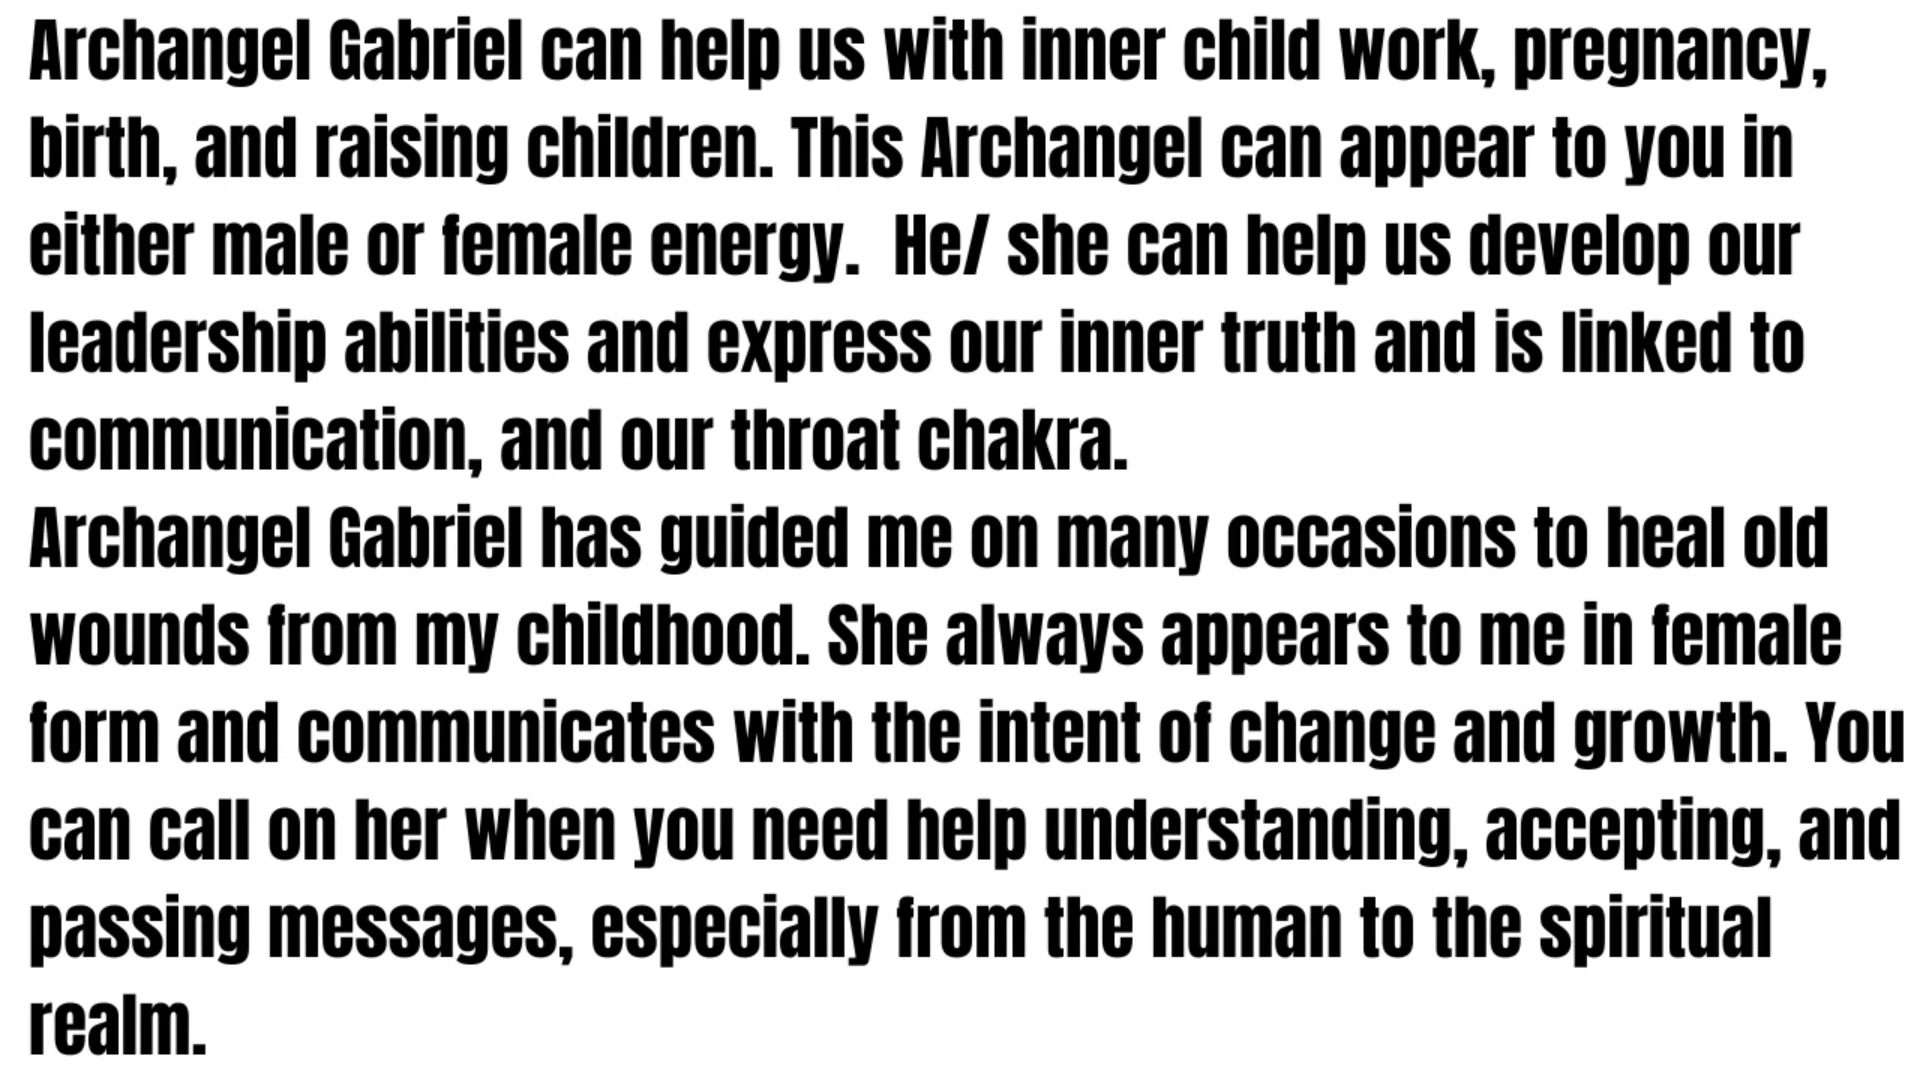 Archangel Gabriel can help us with inner child work, pregnancy,
birth, and raising children. This Archangel can appear to you in
either male or female energy.  He/ she can help us develop our
leadership abilities and express our inner truth and is linked to
communication, and our throat chakra.
Archangel Gabriel has guided me on many occasions to heal old
wounds from my childhood. She always appears to me in female
form and communicates with the intent of change and growth. You
can call on her when you need help understanding, accepting, and
passing messages, especially from the human to the spiritual
realm.